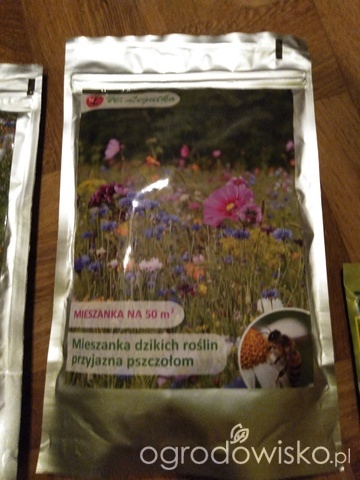 MIESZANKA NA 50 m²
Mieszanka dzikich roślin
przyjazna pszczołom
ogrodowisko.pl